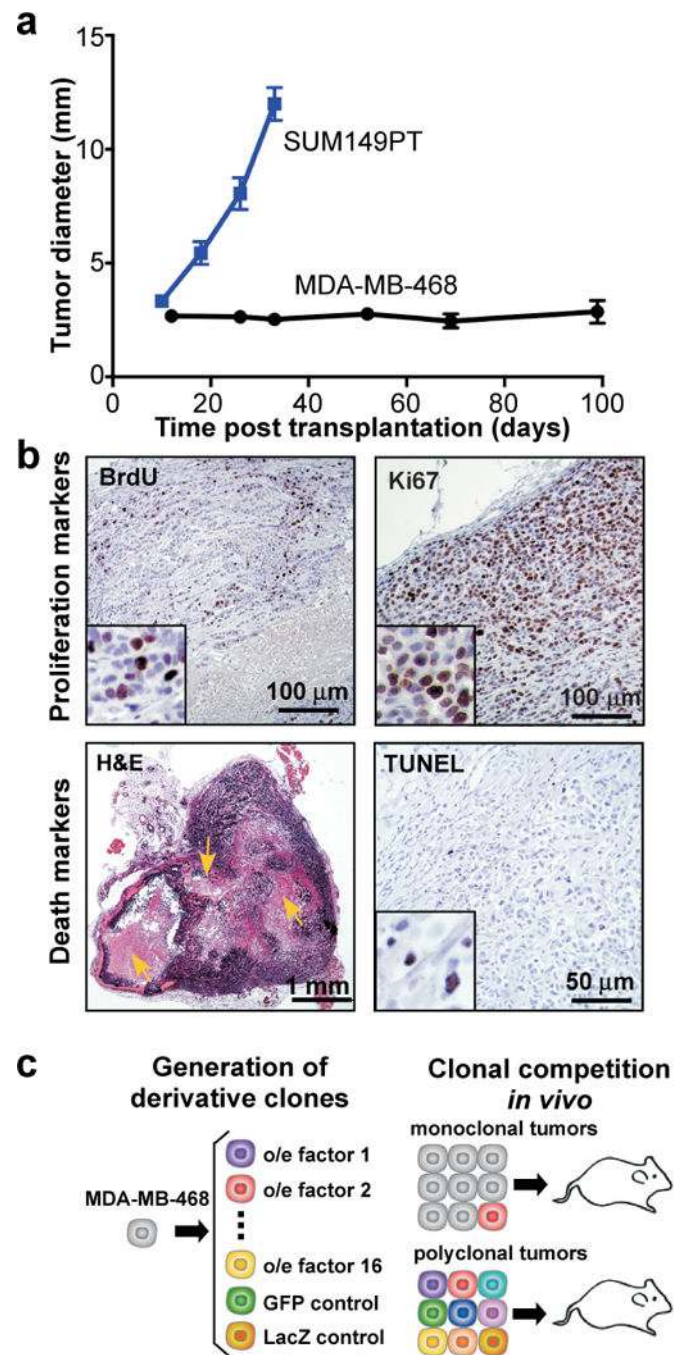 a
15
10
5
0
Tumor diameter (mm)
SUM149PT
MDA-MB-468
0 20 40 60 80 100
Time post transplantation (days)
b
Proliferation markers
BrdU
100 μm
Ki67
100 μm
Death markers
H&E
1 mm
TUNEL
50 μm
c
Generation of
derivative clones
MDA-MB-468
o/e factor 1
o/e factor 2
o/e factor 16
GFP control
LacZ control
Clonal competition
in vivo
monoclonal tumors
polyclonal tumors